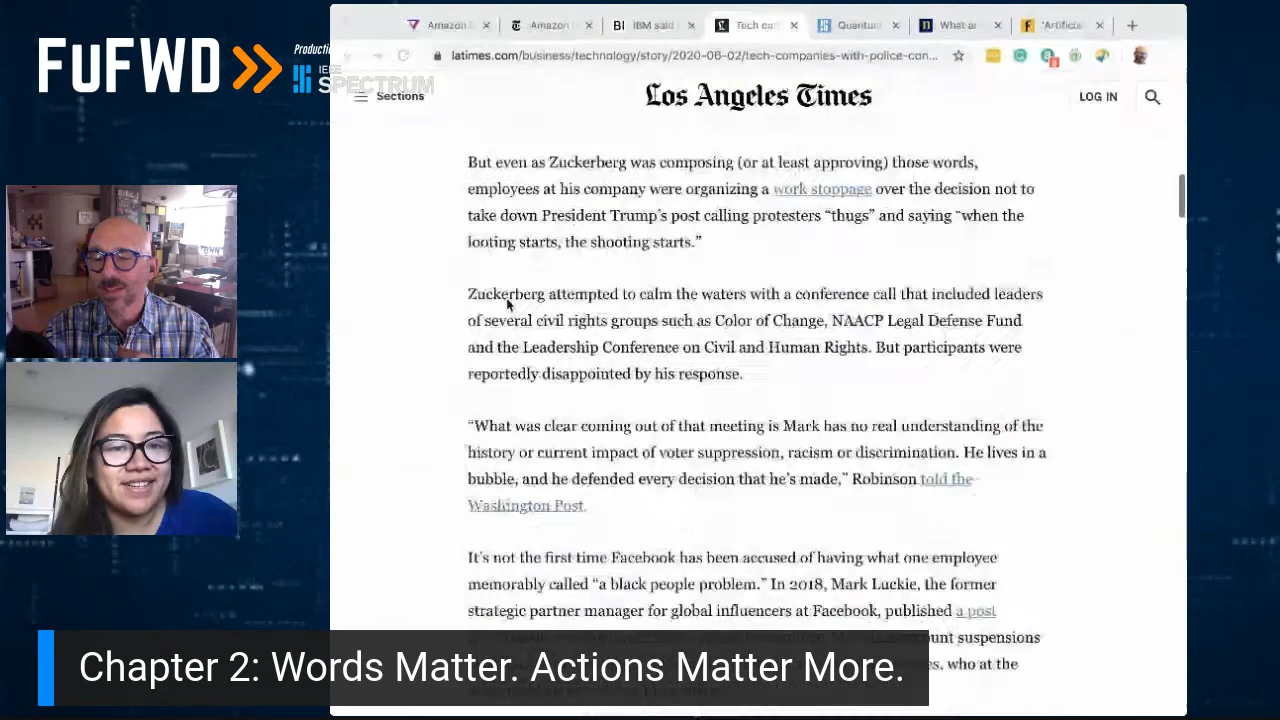 FuFWD
Production
IEEE
SPECTRUM
Amazon
Amazon
IBM said
Tech can
Quantum
What ar
'Artificia
latimes.com/business/technology/story/2020-06-02/tech-companies-with-police-con...
Sections
Los Angeles Times
LOG IN
But even as Zuckerberg was composing (or at least approving) those words,
employees at his company were organizing a work stoppage over the decision not to
take down President Trump's post calling protesters “thugs” and saying “when the
looting starts, the shooting starts.”
Zuckerberg attempted to calm the waters with a conference call that included leaders
of several civil rights groups such as Color of Change, NAACP Legal Defense Fund
and the Leadership Conference on Civil and Human Rights. But participants were
reportedly disappointed by his response.
“What was clear coming out of that meeting is Mark has no real understanding of the
history or current impact of voter suppression, racism or discrimination. He lives in a
bubble, and he defended every decision that he's made,” Robinson told the
Washington Post.
It's not the first time Facebook has been accused of having what one employee
memorably called “a black people problem.” In 2018, Mark Luckie, the former
strategic partner manager for global influencers at Facebook, published a post
suspensions
who at the
Chapter 2: Words Matter. Actions Matter More.